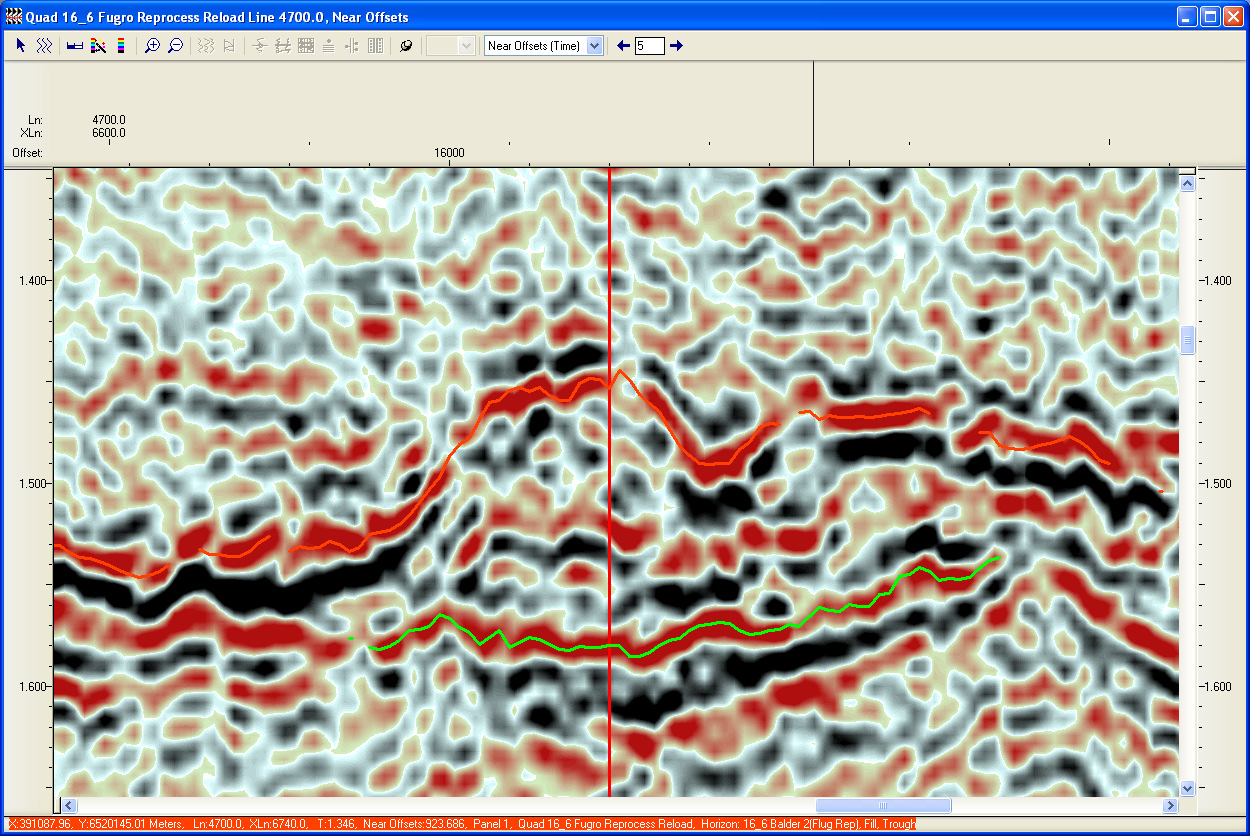 Quad 16_6 Fugro Reprocess Reload Line 4700.0, Near Offsets
Near Offsets (Time) 5
Ln: 4700.0
XLn: 6600.0
Offset: 16000
1.400 1.400
1.500 1.500
1.600 1.600
X:391087.96, Y:6520145.01 Meters, Ln:4700.0, XLn:6740.0, T:1.346, Near Offsets:923.686, Panel 1, Quad 16_6 Fugro Reprocess Reload, Horizon: 16_6 Balder 2(Flug Rep), Fill, Trough